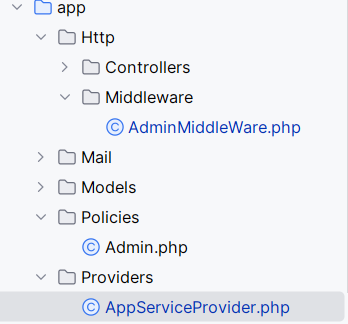 app
Http
Controllers
Middleware
AdminMiddleWare.php
Mail
Models
Policies
Admin.php
Providers
AppServiceProvider.php